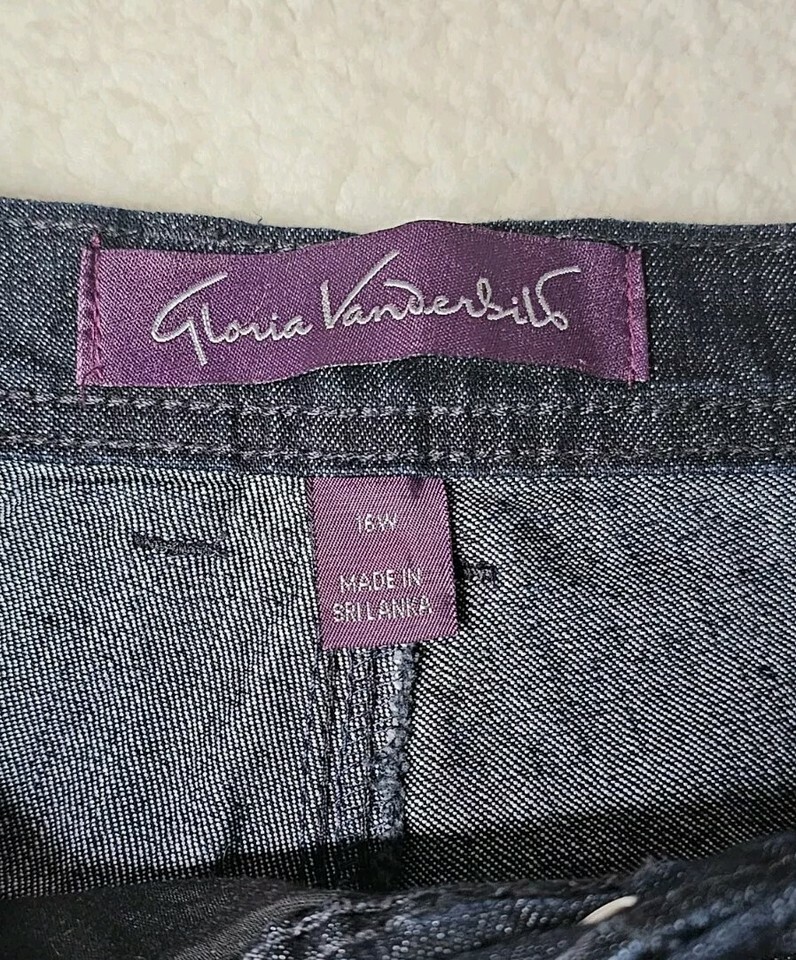 Gloria Vanderbilt
16W
MADE IN
SRI LANKA